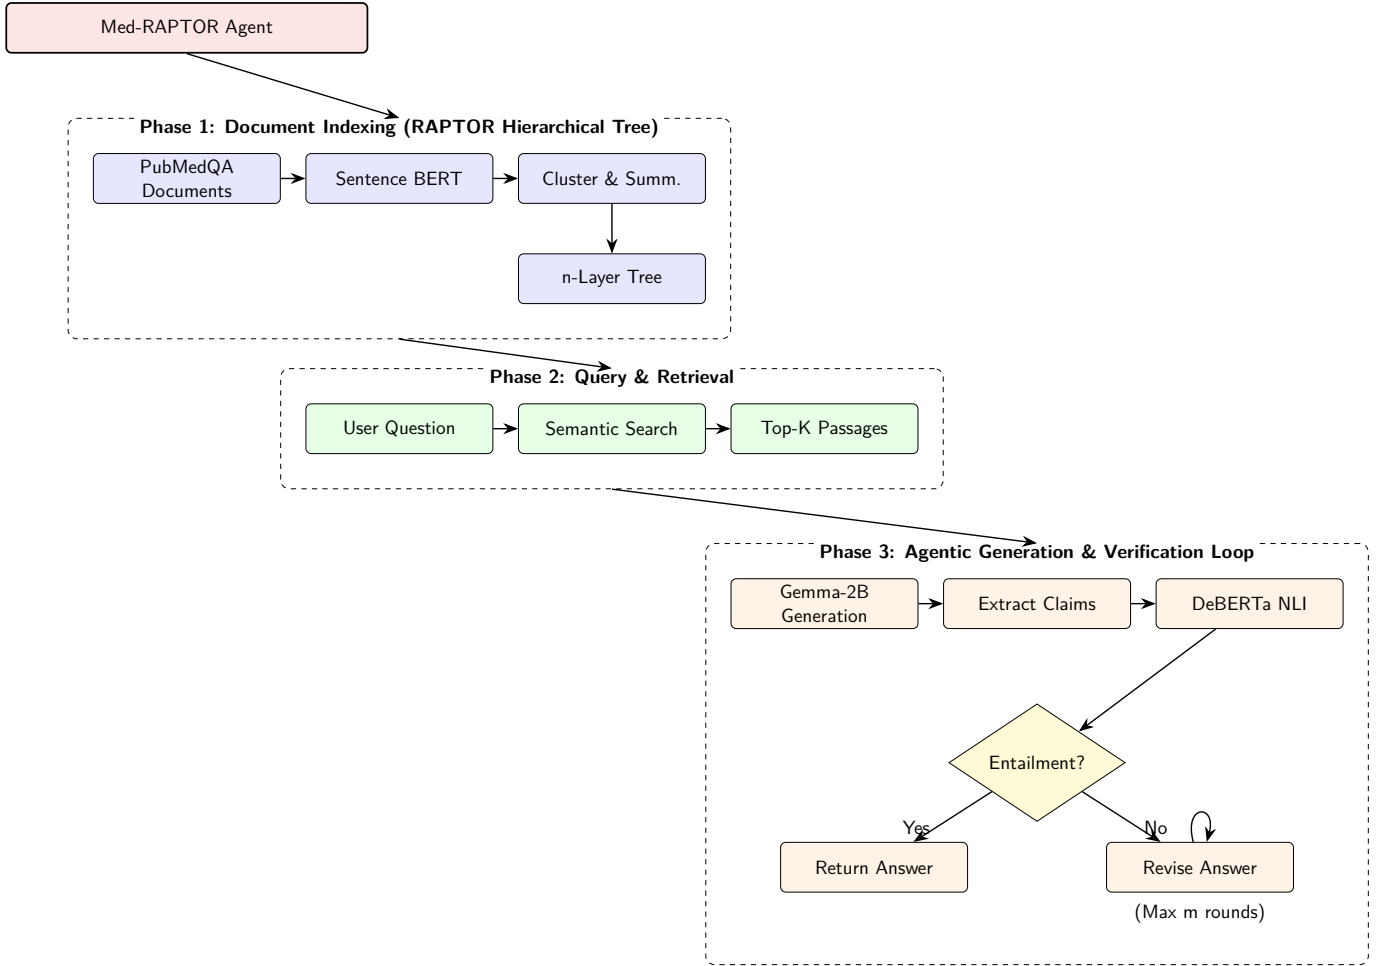 Med-RAPTOR Agent
Phase 1: Document Indexing (RAPTOR Hierarchical Tree)
PubMedQA
Documents
Sentence BERT
Cluster & Summ.
n-Layer Tree
Phase 2: Query & Retrieval
User Question
Semantic Search
Top-K Passages
Phase 3: Agentic Generation & Verification Loop
Gemma-2B
Generation
Extract Claims
DeBERTa NLI
Entailment?
Yes
No
Return Answer
Revise Answer
(Max m rounds)